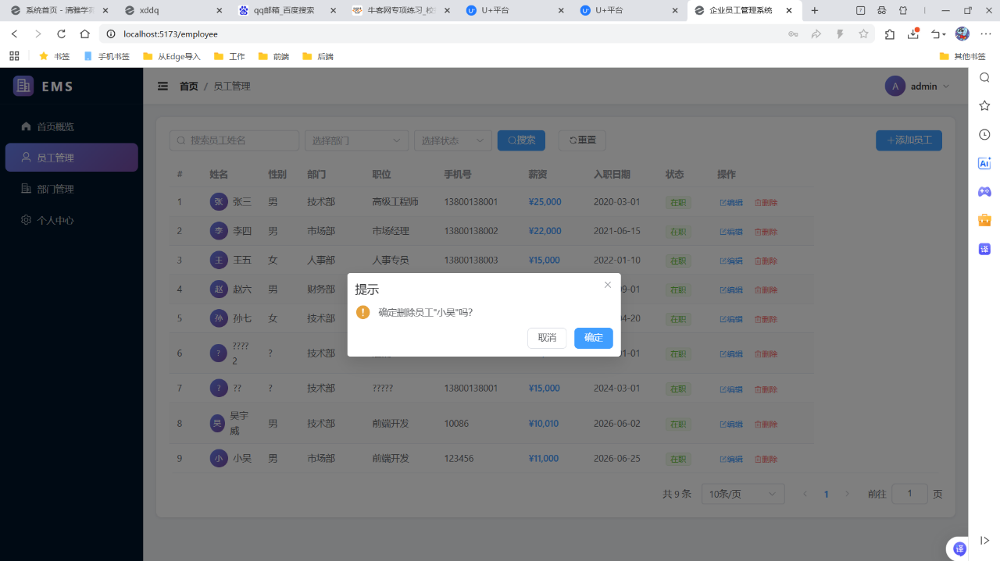 系统首页 - 清雅学苑
xddq
qq邮箱_百度搜索
牛客网专项练习_校
U+平台
U+平台
企业员工管理系统
localhost:5173/employee
书签
手机书签
从Edge导入
工作
前端
后端
其他书签
EMS
首页 / 员工管理
A admin
首页概览
员工管理
部门管理
个人中心
搜索员工姓名 选择部门 选择状态 搜索 重置 +添加员工
# 姓名 性别 部门 职位 手机号 薪资 入职日期 状态 操作
1 张 张三 男 技术部 高级工程师 13800138001 ¥25,000 2020-03-01 在职 编辑 删除
2 李 李四 男 市场部 市场经理 13800138002 ¥22,000 2021-06-15 在职 编辑 删除
3 王 王五 女 人事部 人事专员 13800138003 ¥15,000 2022-01-10 在职 编辑 删除
4 赵 赵六 男 财务部 09-01 在职 编辑 删除
5 孙 孙七 女 技术部 04-20 在职 编辑 删除
6 ? ????2 ? 技术部 01-01 在职 编辑 删除
7 ? ?? ? 技术部 ????? 13800138001 ¥15,000 2024-03-01 在职 编辑 删除
8 吴 吴宇威 男 技术部 前端开发 10086 ¥10,010 2026-06-02 在职 编辑 删除
9 小 小吴 男 市场部 前端开发 123456 ¥11,000 2026-06-25 在职 编辑 删除
提示
确定删除员工"小吴"吗?
取消 确定
共 9 条 10条/页 1 前往 1 页
AI
译
译